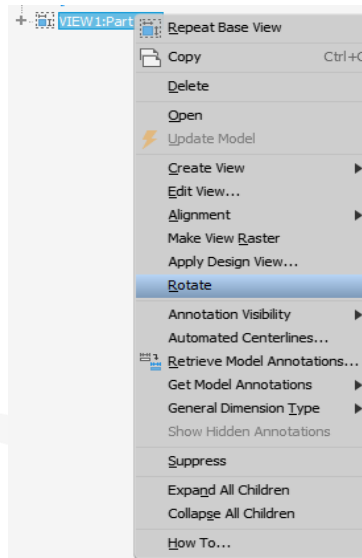 VIEW1:Part
Repeat Base View
Copy Ctrl+C
Delete
Open
Update Model
Create View
Edit View...
Alignment
Make View Raster
Apply Design View...
Rotate
Annotation Visibility
Automated Centerlines...
Retrieve Model Annotations...
Get Model Annotations
General Dimension Type
Show Hidden Annotations
Suppress
Expand All Children
Collapse All Children
How To...